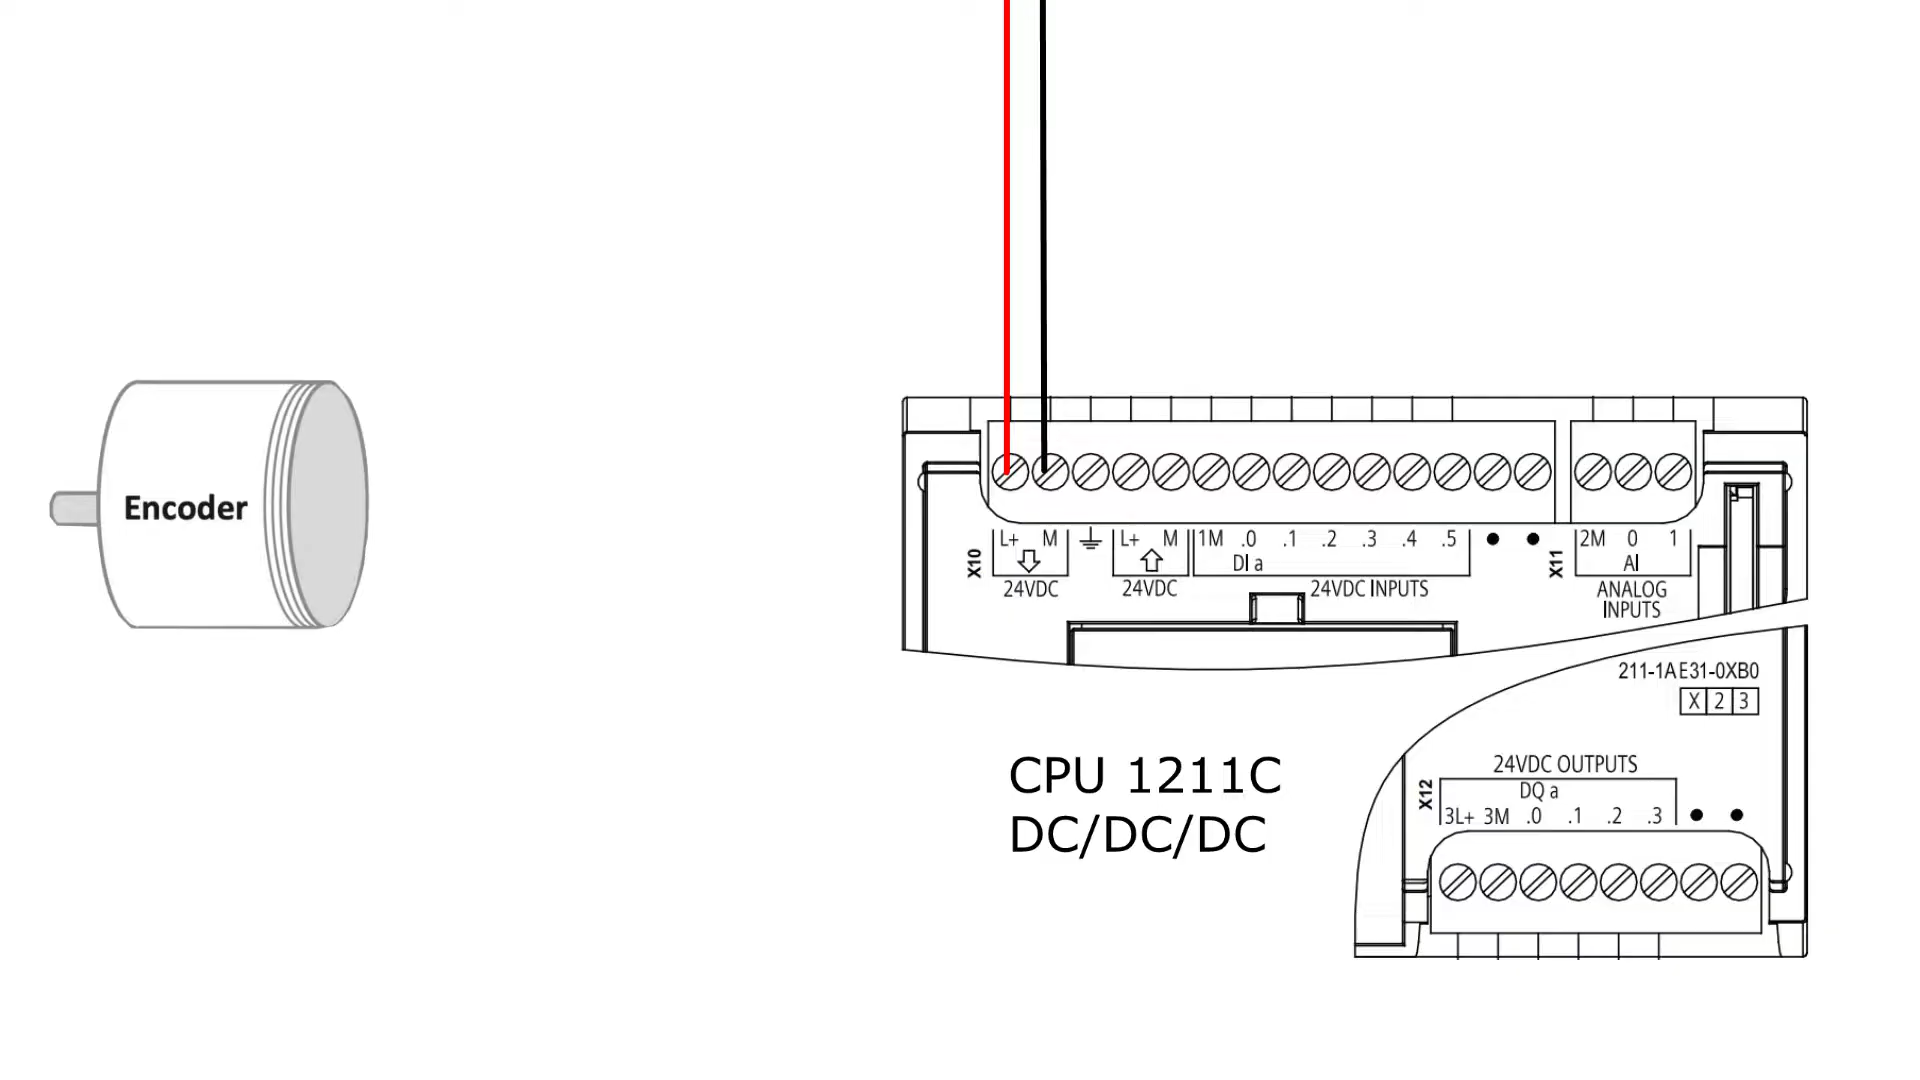 Encoder
X10
L+ M L+ M 1M .0 .1 .2 .3 .4 .5
DI a
24VDC 24VDC 24VDC INPUTS
X11
2M 0 1
AI
ANALOG
INPUTS
211-1AE31-0XB0
X 2 3
CPU 1211C
DC/DC/DC
24VDC OUTPUTS
X12
DQ a
3L+ 3M .0 .1 .2 .3